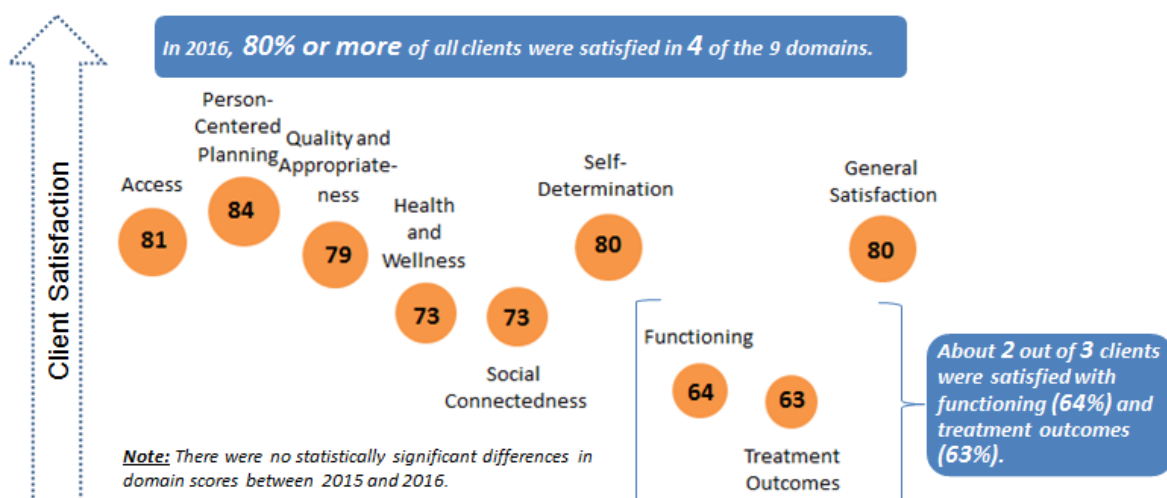 In 2016, 80% or more of all clients were satisfied in 4 of the 9 domains.
Client Satisfaction
Access
81
Person-
Centered
Planning
84
Quality and
Appropriate-
ness
79
Health
and
Wellness
73
73
Social
Connectedness
Self-
Determination
80
Functioning
64
63
Treatment
Outcomes
General
Satisfaction
80
About 2 out of 3 clients
were satisfied with
functioning (64%) and
treatment outcomes
(63%).
Note: There were no statistically significant differences in
domain scores between 2015 and 2016.